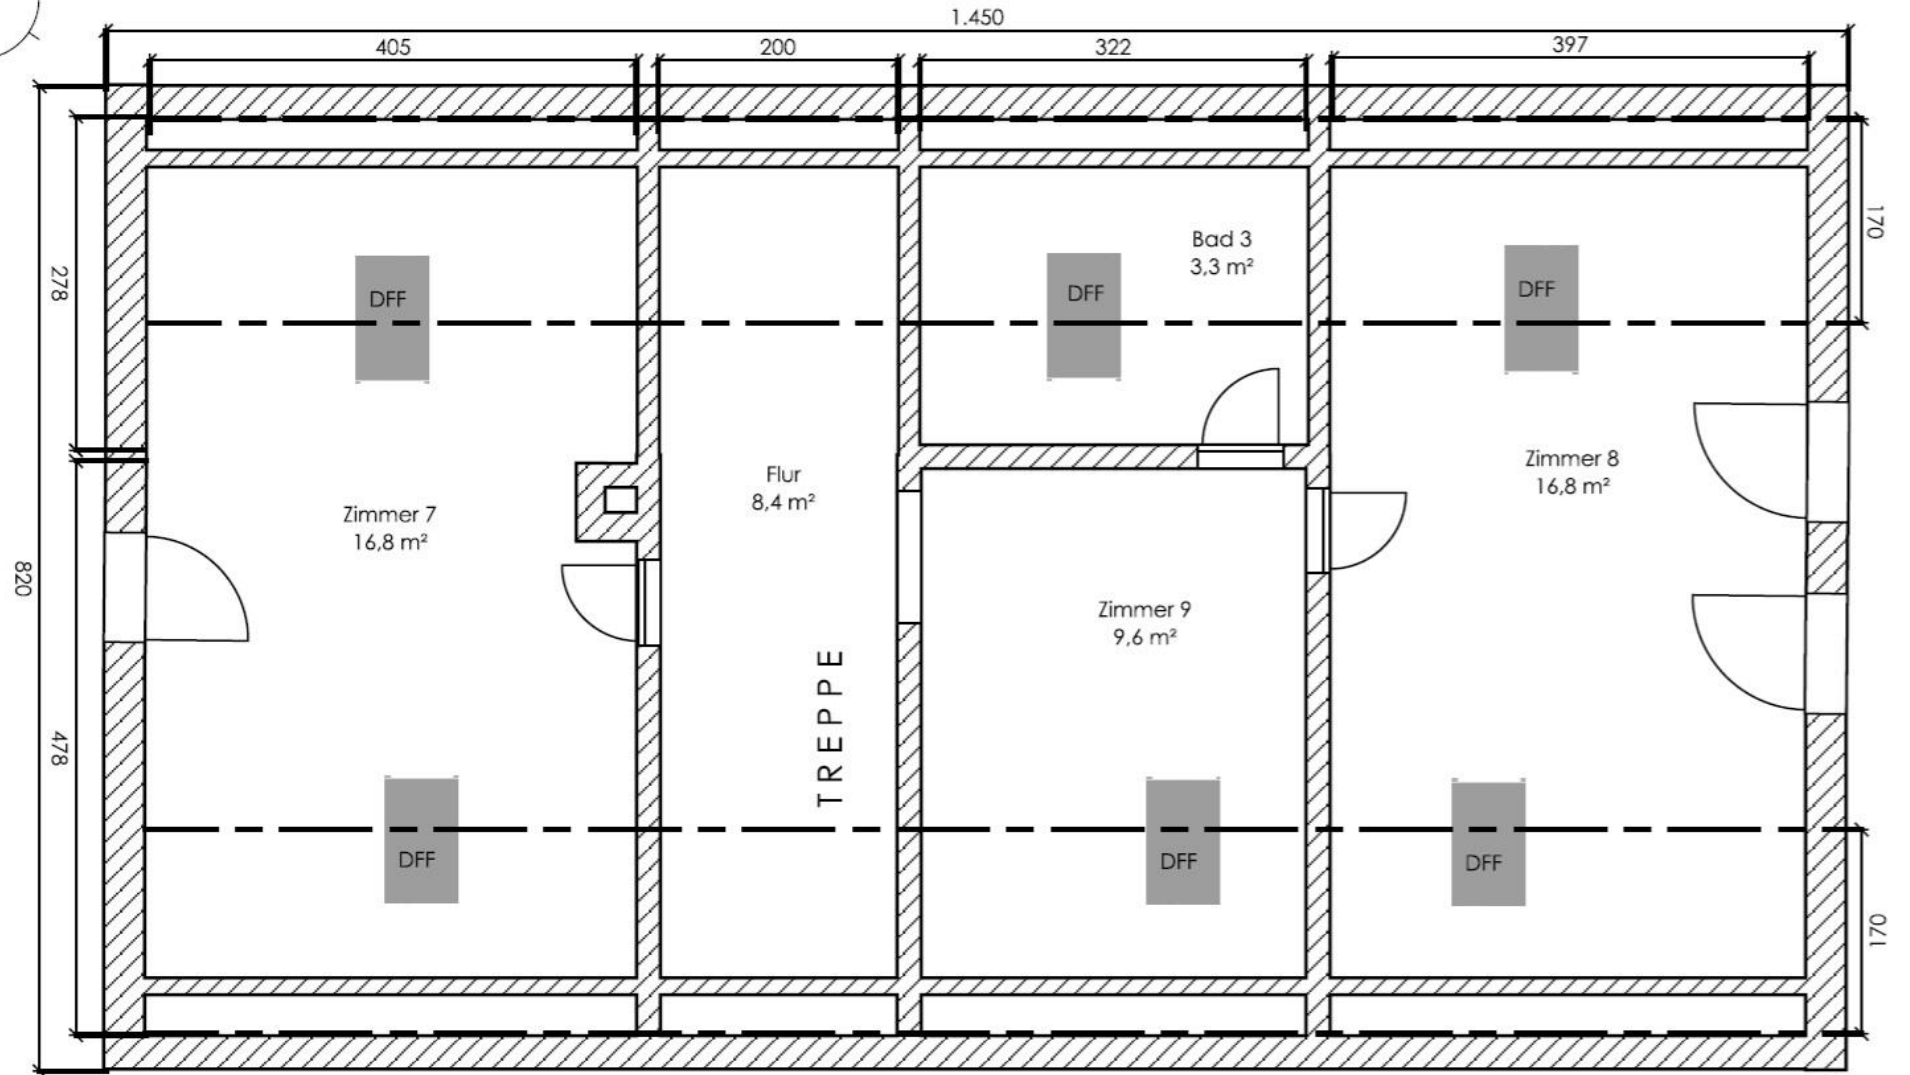 1.450
405
200
322
397
170
278
Bad 3
3,3 m²
DFF
DFF
DFF
Flur
8,4 m²
Zimmer 8
16,8 m²
Zimmer 7
16,8 m²
820
Zimmer 9
9,6 m²
TREPPE
478
DFF
DFF
DFF
170